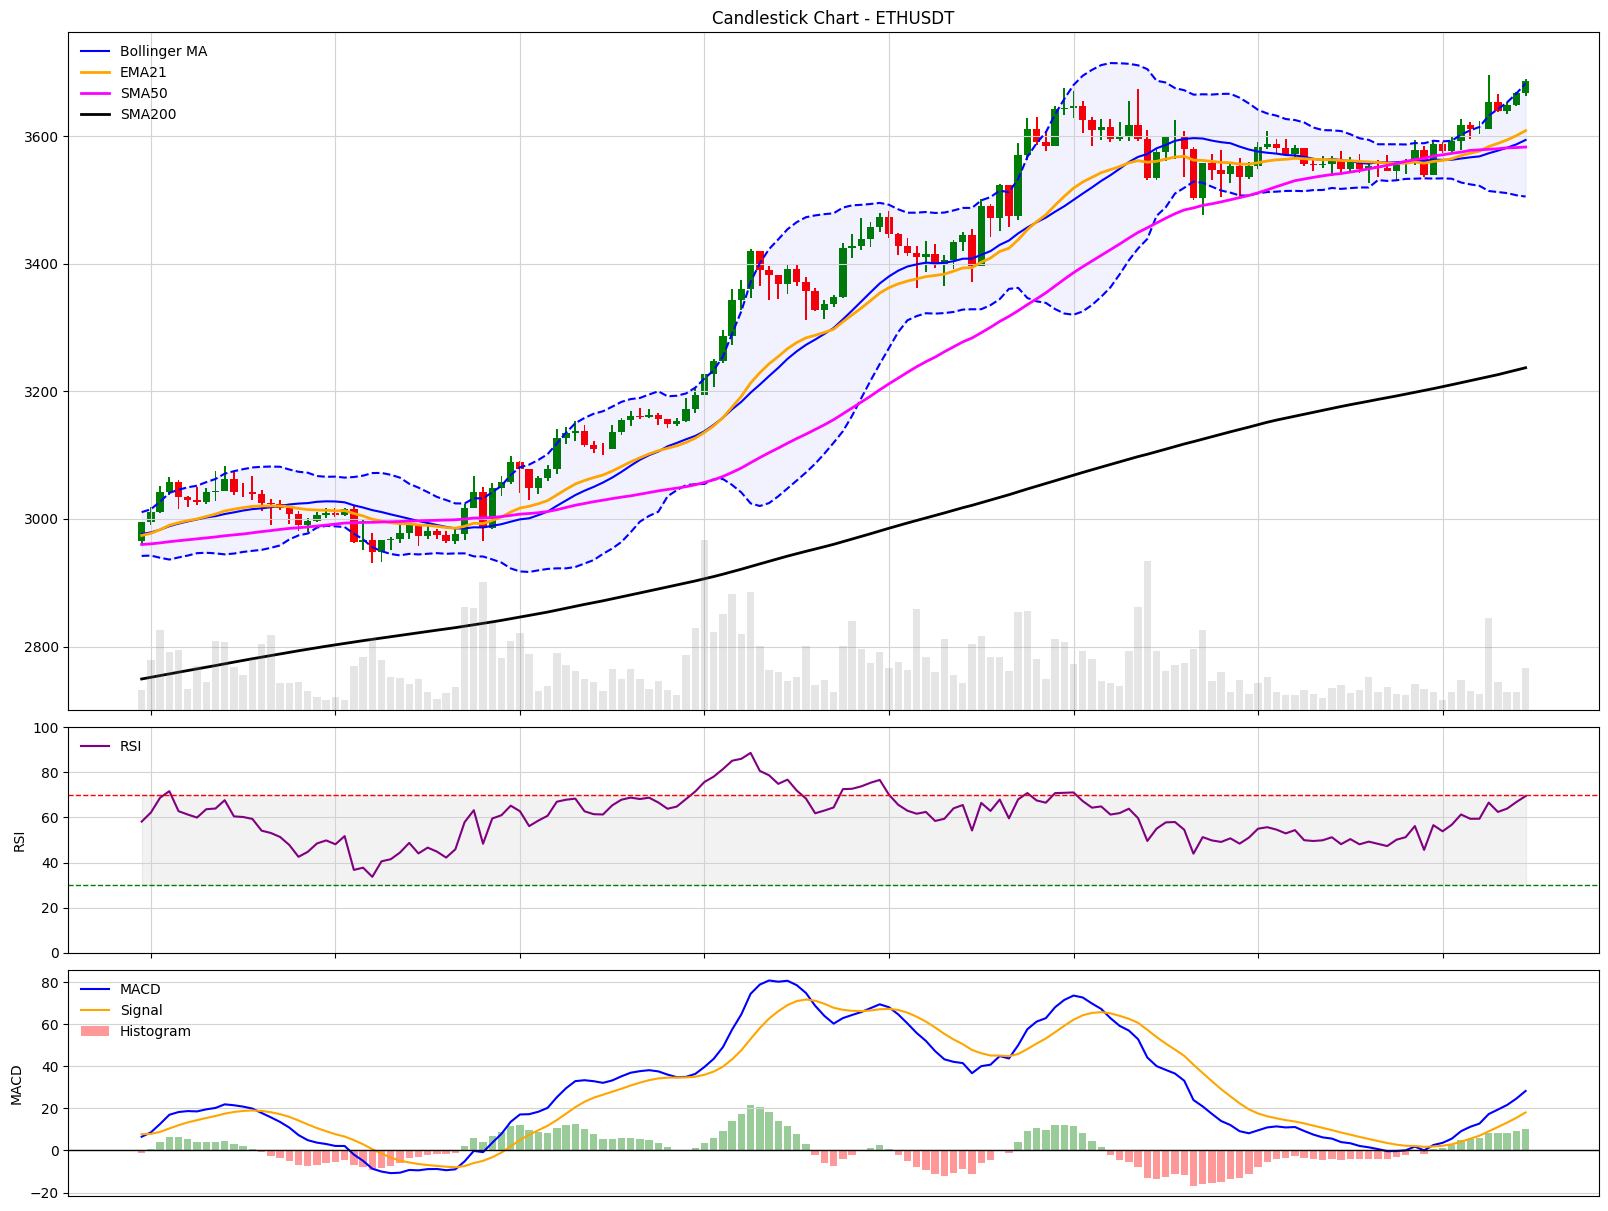 Candlestick Chart - ETHUSDT
Bollinger MA
EMA21
SMA50
SMA200
3600
3400
3200
3000
2800
100
80
60
40
20
0
RSI
RSI
80
60
40
20
0
−20
MACD
MACD
Signal
Histogram